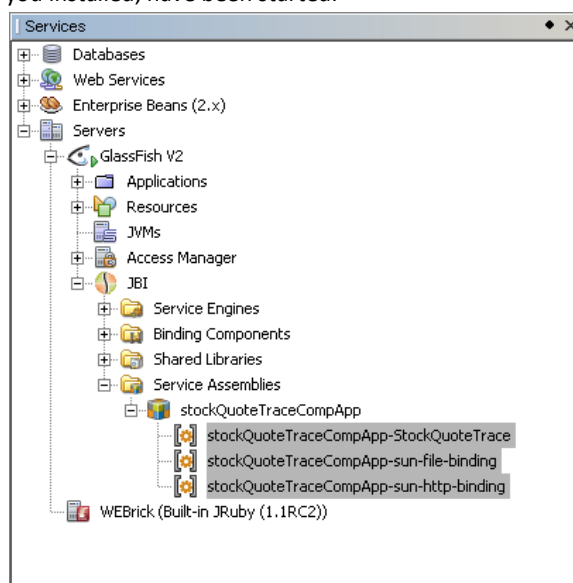 you installed, have been started.
Services
Databases
Web Services
Enterprise Beans (2.x)
Servers
GlassFish V2
Applications
Resources
JVMs
Access Manager
JBI
Service Engines
Binding Components
Shared Libraries
Service Assemblies
stockQuoteTraceCompApp
stockQuoteTraceCompApp-StockQuoteTrace
stockQuoteTraceCompApp-sun-file-binding
stockQuoteTraceCompApp-sun-http-binding
WEBrick (Built-in JRuby (1.1RC2))